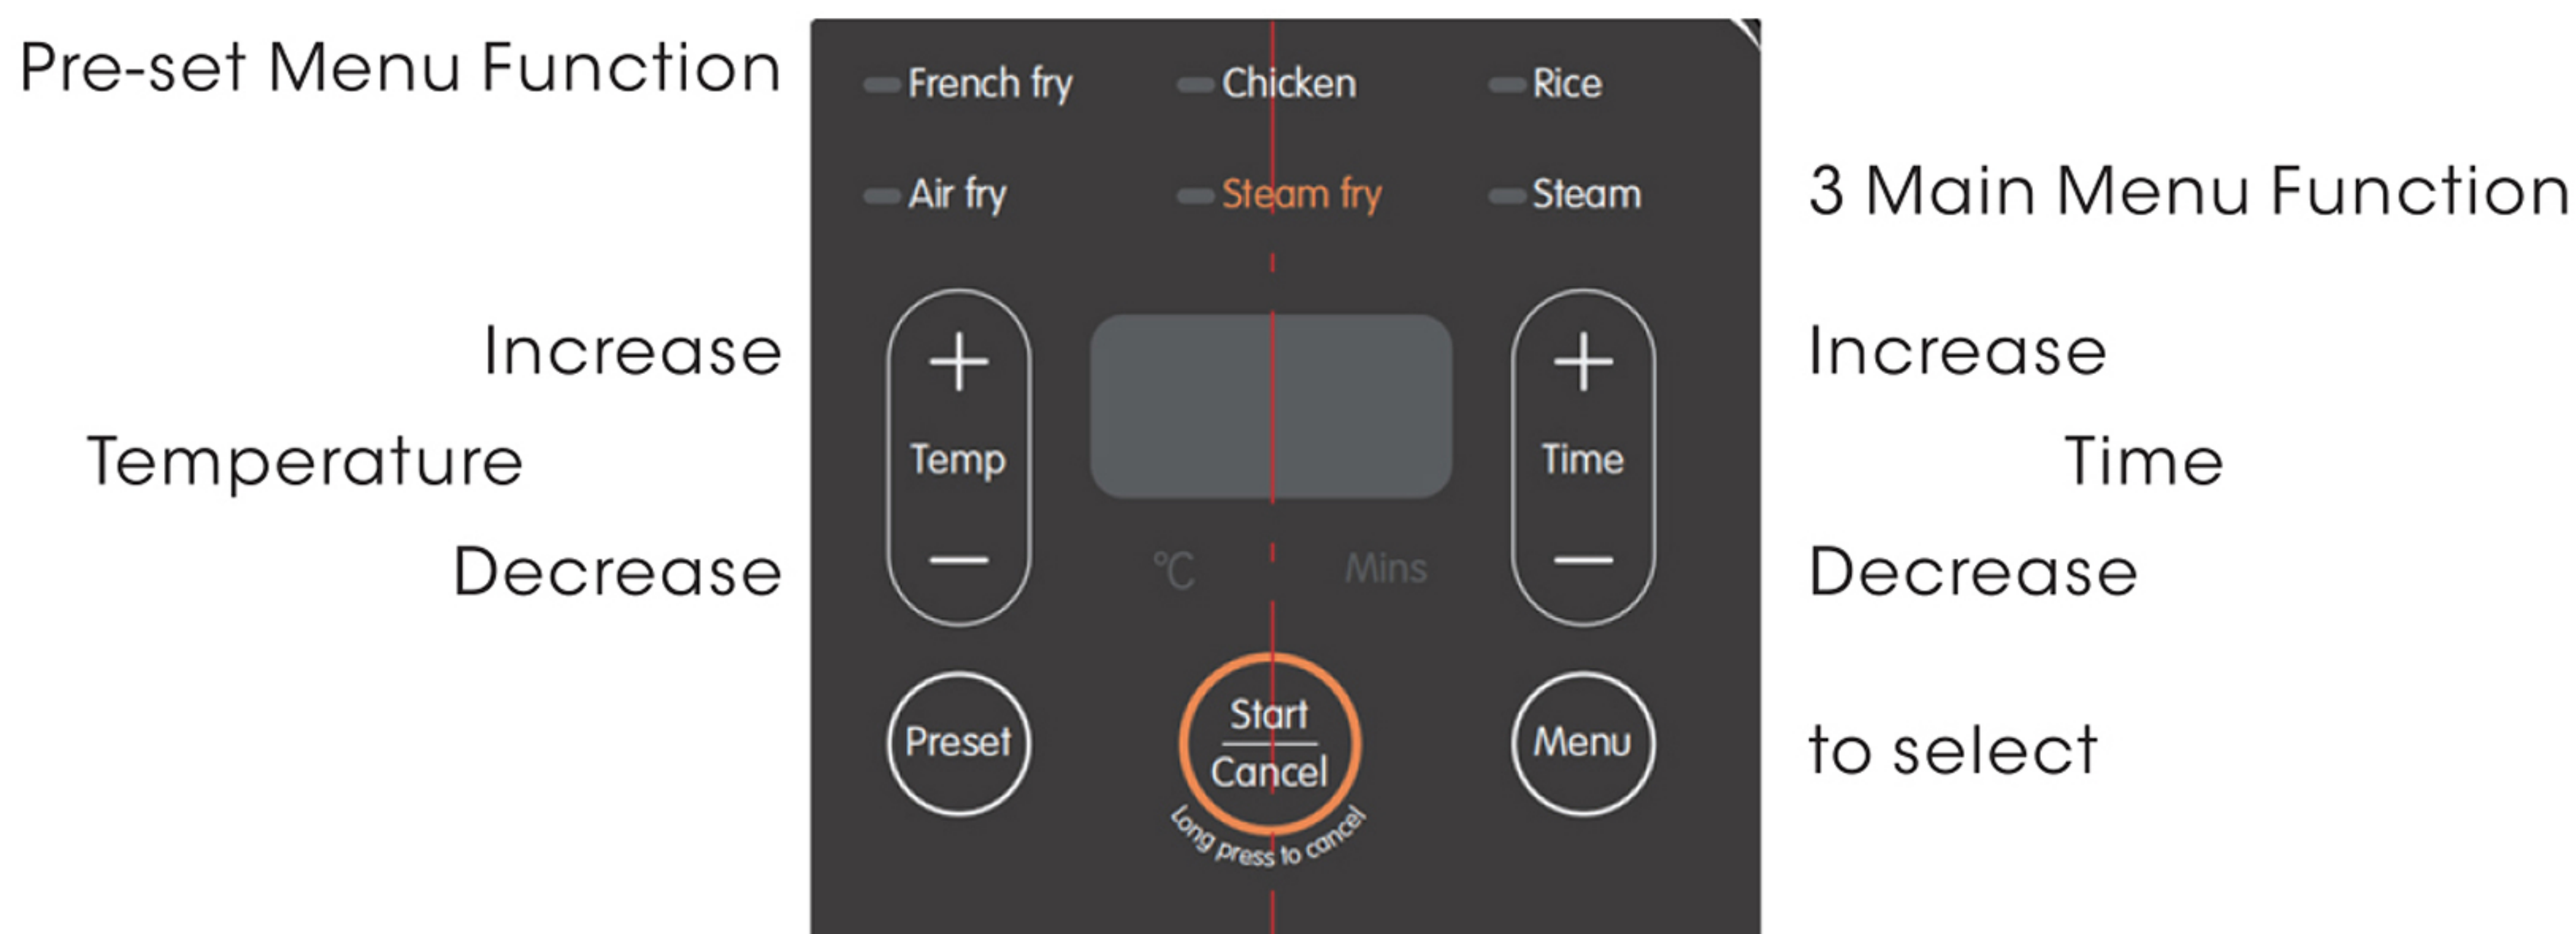 Pre-set Menu Function
French fry
Chicken
Rice
Air fry
Steam fry
Steam
3 Main Menu Function
Increase
Temperature
Decrease
Temp
Time
°C
Mins
Increase
Time
Decrease
Preset
Start
Cancel
Long press to cancel
Menu
to select